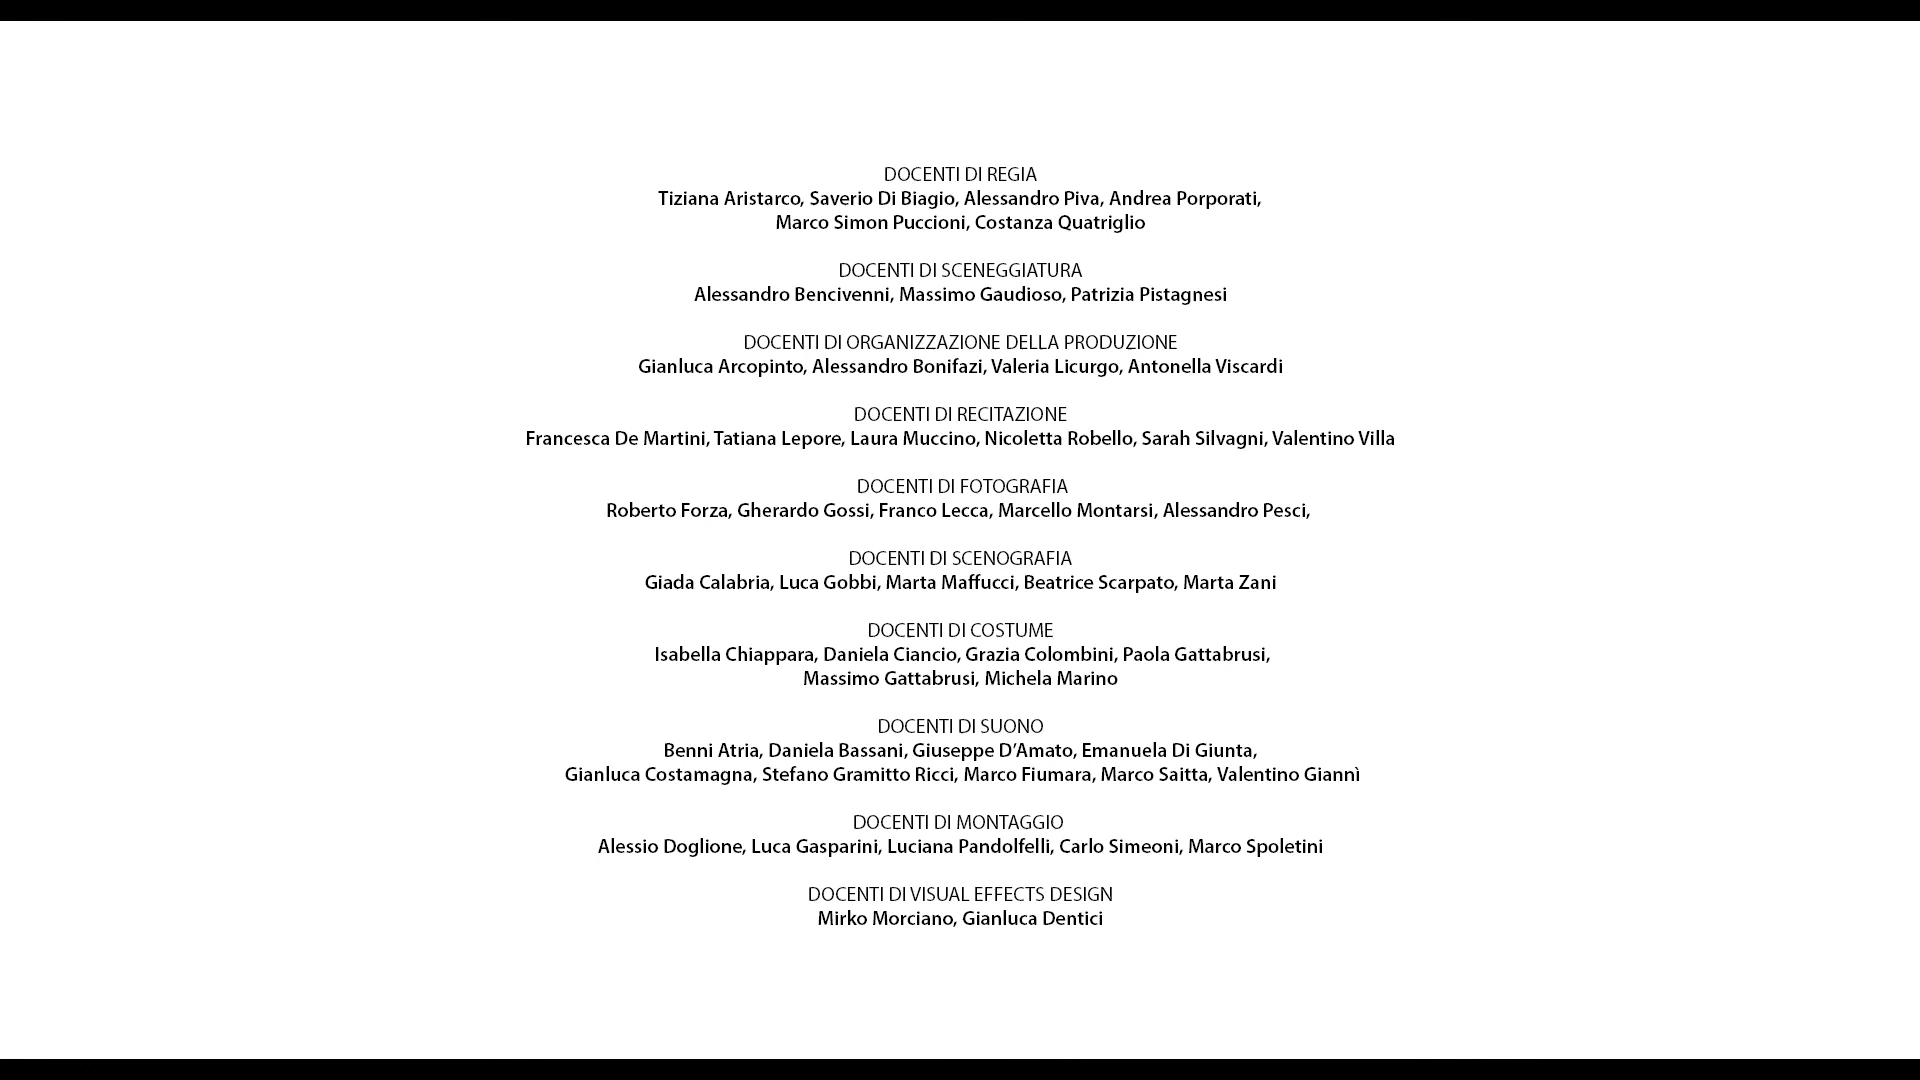 DOCENTI DI REGIA
Tiziana Aristarco, Saverio Di Biagio, Alessandro Piva, Andrea Porporati,
Marco Simon Puccioni, Costanza Quatriglio
DOCENTI DI SCENEGGIATURA
Alessandro Bencivenni, Massimo Gaudioso, Patrizia Pistagnesi
DOCENTI DI ORGANIZZAZIONE DELLA PRODUZIONE
Gianluca Arcopinto, Alessandro Bonifazi, Valeria Licurgo, Antonella Viscardi
DOCENTI DI RECITAZIONE
Francesca De Martini, Tatiana Lepore, Laura Muccino, Nicoletta Robello, Sarah Silvagni, Valentino Villa
DOCENTI DI FOTOGRAFIA
Roberto Forza, Gherardo Gossi, Franco Lecca, Marcello Montarsi, Alessandro Pesci,
DOCENTI DI SCENOGRAFIA
Giada Calabria, Luca Gobbi, Marta Maffucci, Beatrice Scarpato, Marta Zani
DOCENTI DI COSTUME
Isabella Chiappara, Daniela Ciancio, Grazia Colombini, Paola Gattabrusi,
Massimo Gattabrusi, Michela Marino
DOCENTI DI SUONO
Benni Atria, Daniela Bassani, Giuseppe D’Amato, Emanuela Di Giunta,
Gianluca Costamagna, Stefano Gramitto Ricci, Marco Fiumara, Marco Saitta, Valentino Giannì
DOCENTI DI MONTAGGIO
Alessio Doglione, Luca Gasparini, Luciana Pandolfelli, Carlo Simeoni, Marco Spoletini
DOCENTI DI VISUAL EFFECTS DESIGN
Mirko Morciano, Gianluca Dentici